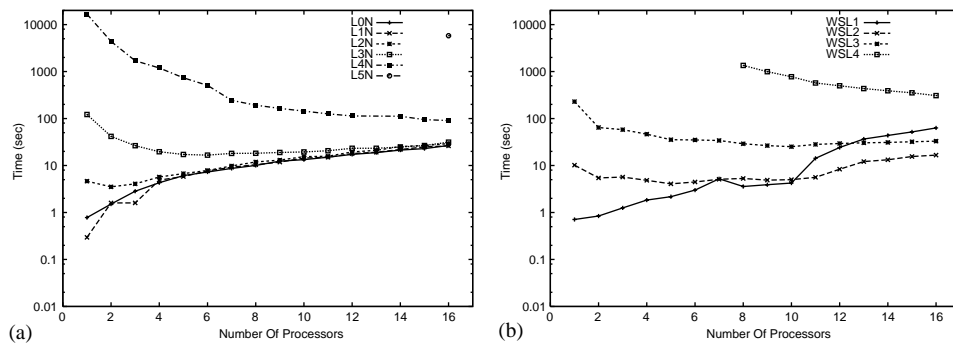 10000
1000
100
10
1
0.1
0.01
Time (sec)
0 2 4 6 8 10 12 14 16
Number Of Processors
L0N
L1N
L2N
L3N
L4N
L5N
(a)
10000
1000
100
10
1
0.1
0.01
Time (sec)
0 2 4 6 8 10 12 14 16
Number Of Processors
WSL1
WSL2
WSL3
WSL4
(b)